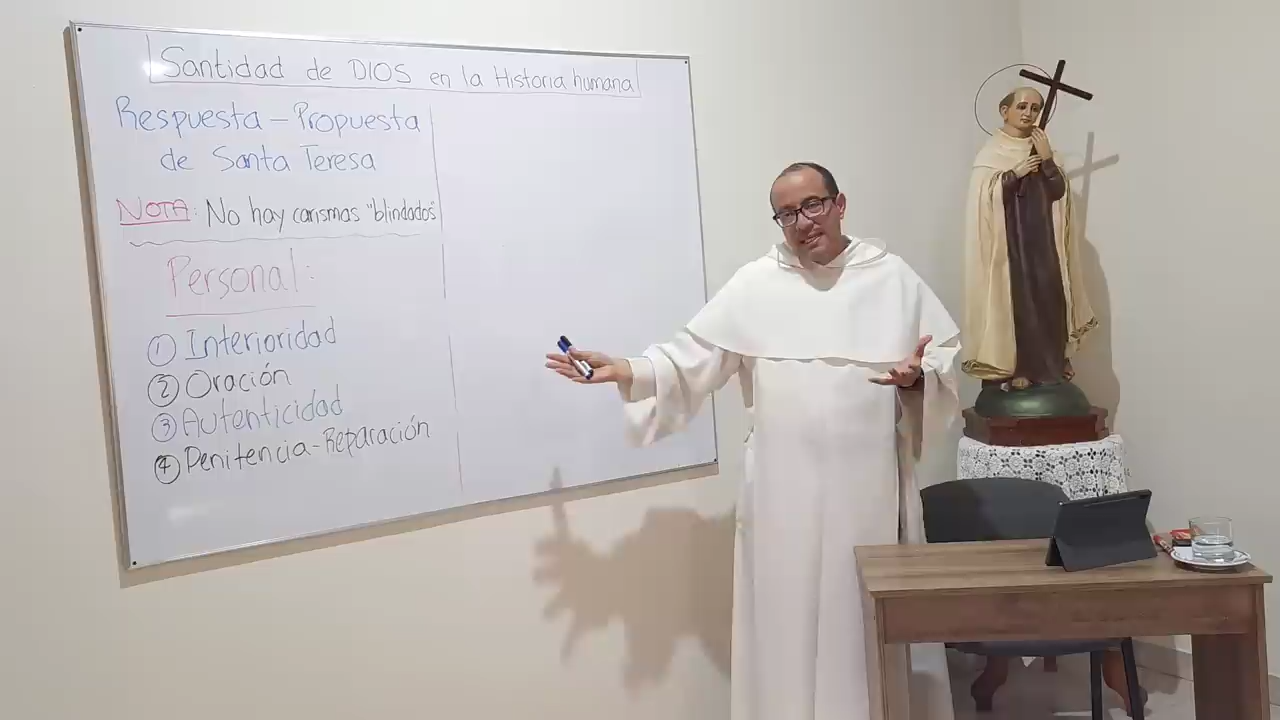 Santidad de DIOS en la Historia humana
Respuesta - Propuesta
de Santa Teresa
NOTA: No hay carismas "blindados"
Personal:
① Interioridad
② Oración
③ Autenticidad
④ Penitencia-Reparación